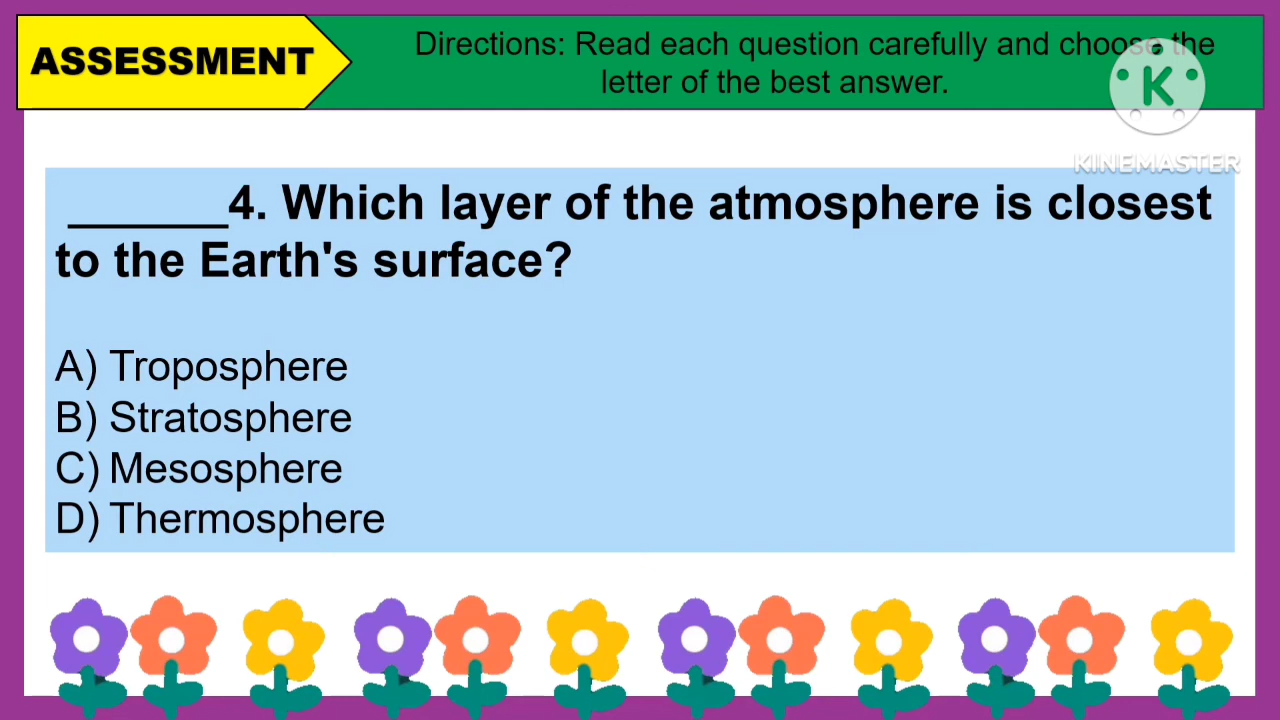 ASSESSMENT
Directions: Read each question carefully and choose the
letter of the best answer.
K
KINEMASTER
______4. Which layer of the atmosphere is closest
to the Earth's surface?
A) Troposphere
B) Stratosphere
C) Mesosphere
D) Thermosphere